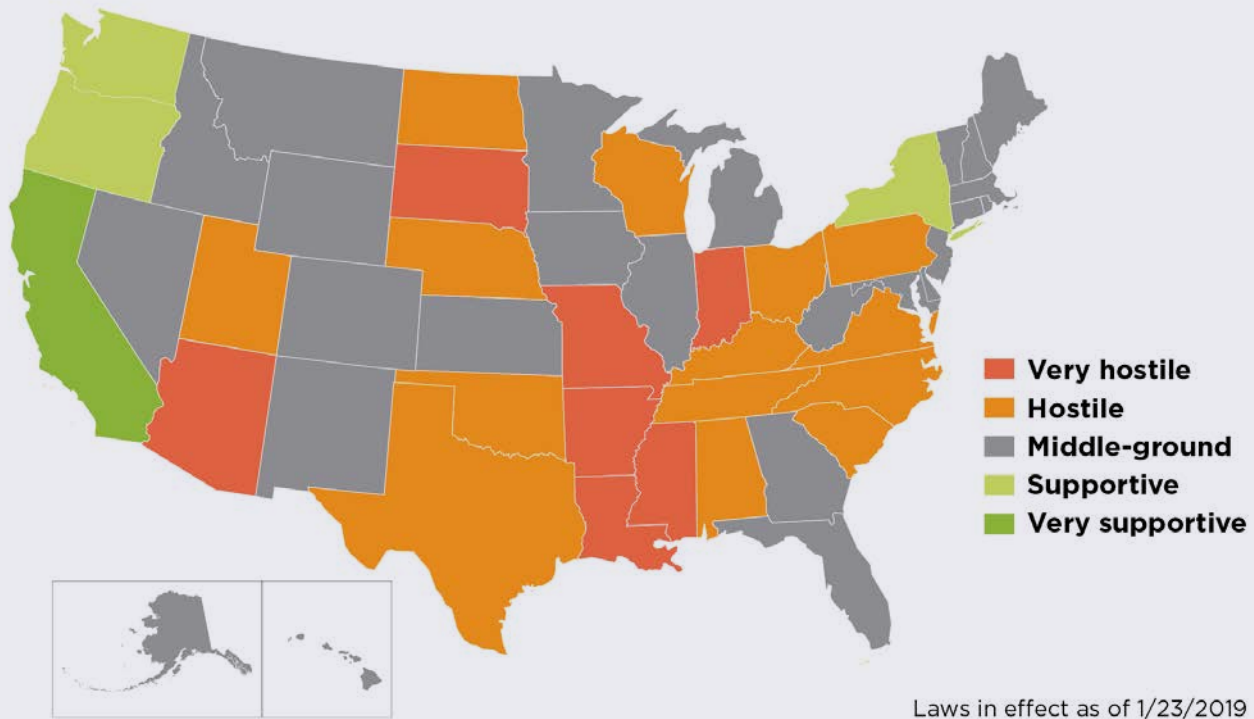 Very hostile
Hostile
Middle-ground
Supportive
Very supportive
Laws in effect as of 1/23/2019